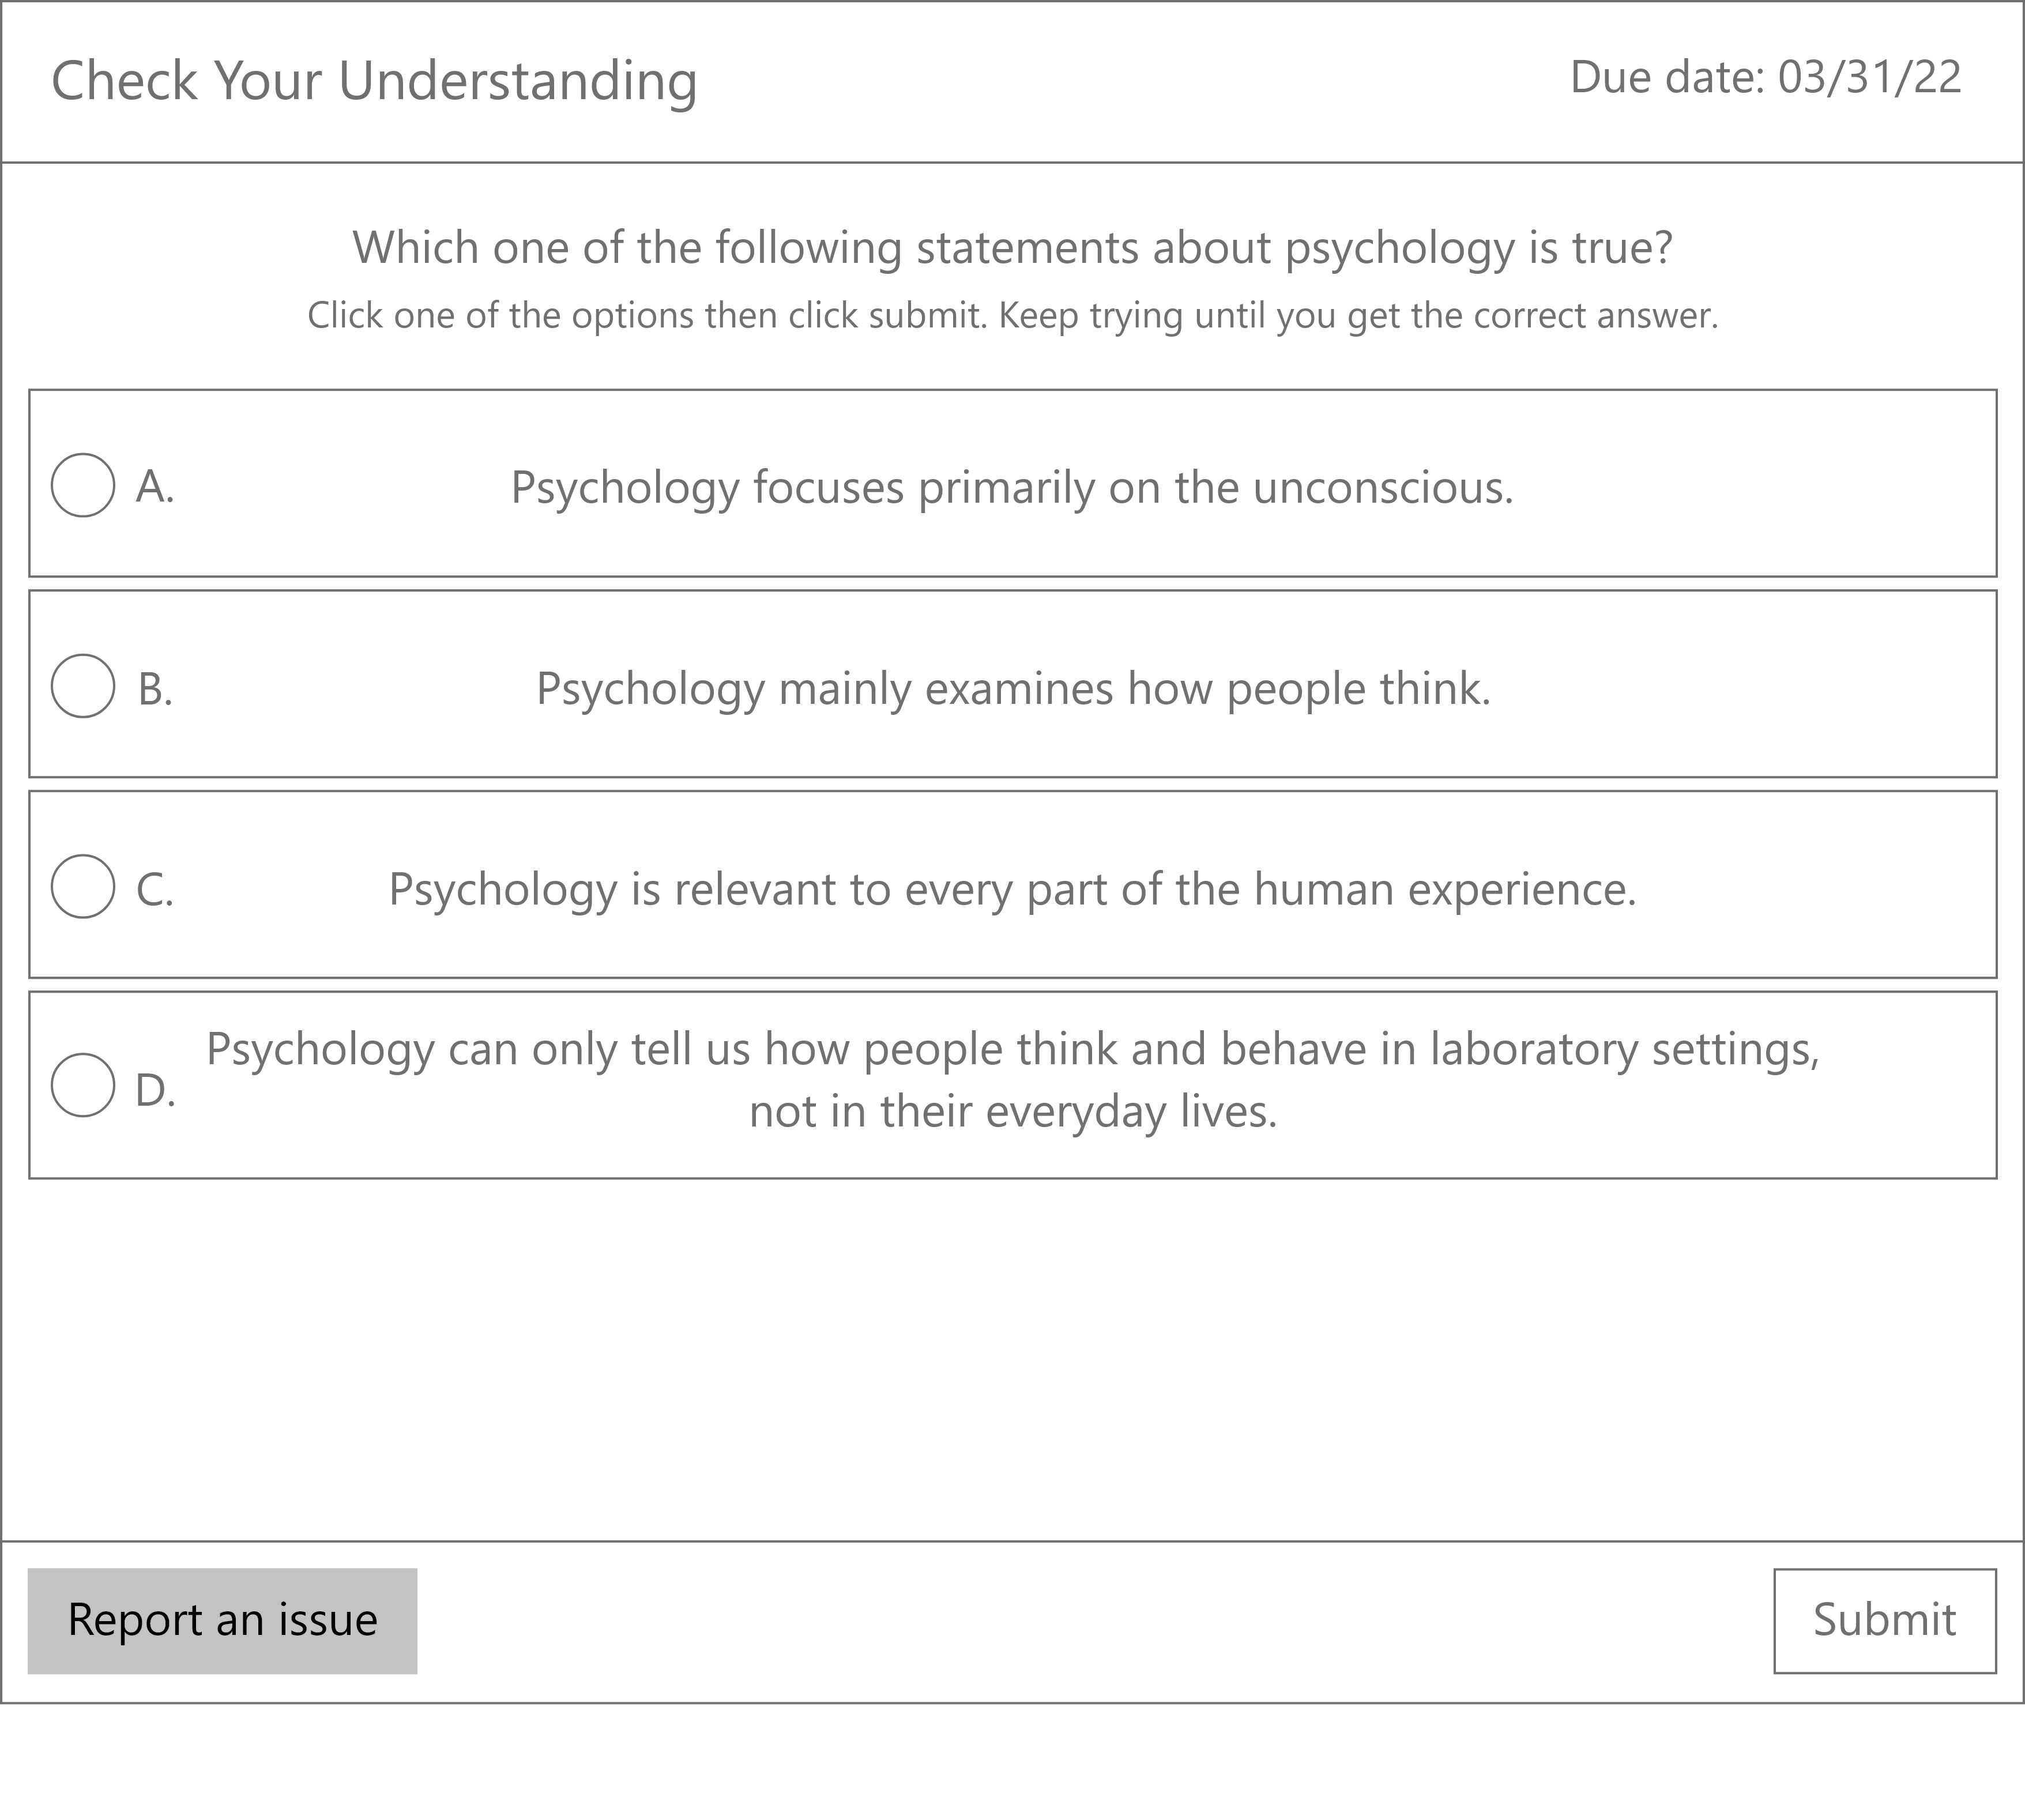 Check Your Understanding
Due date: 03/31/22
Which one of the following statements about psychology is true?
Click one of the options then click submit. Keep trying until you get the correct answer.
A. Psychology focuses primarily on the unconscious.
B. Psychology mainly examines how people think.
C. Psychology is relevant to every part of the human experience.
D. Psychology can only tell us how people think and behave in laboratory settings,
not in their everyday lives.
Report an issue
Submit